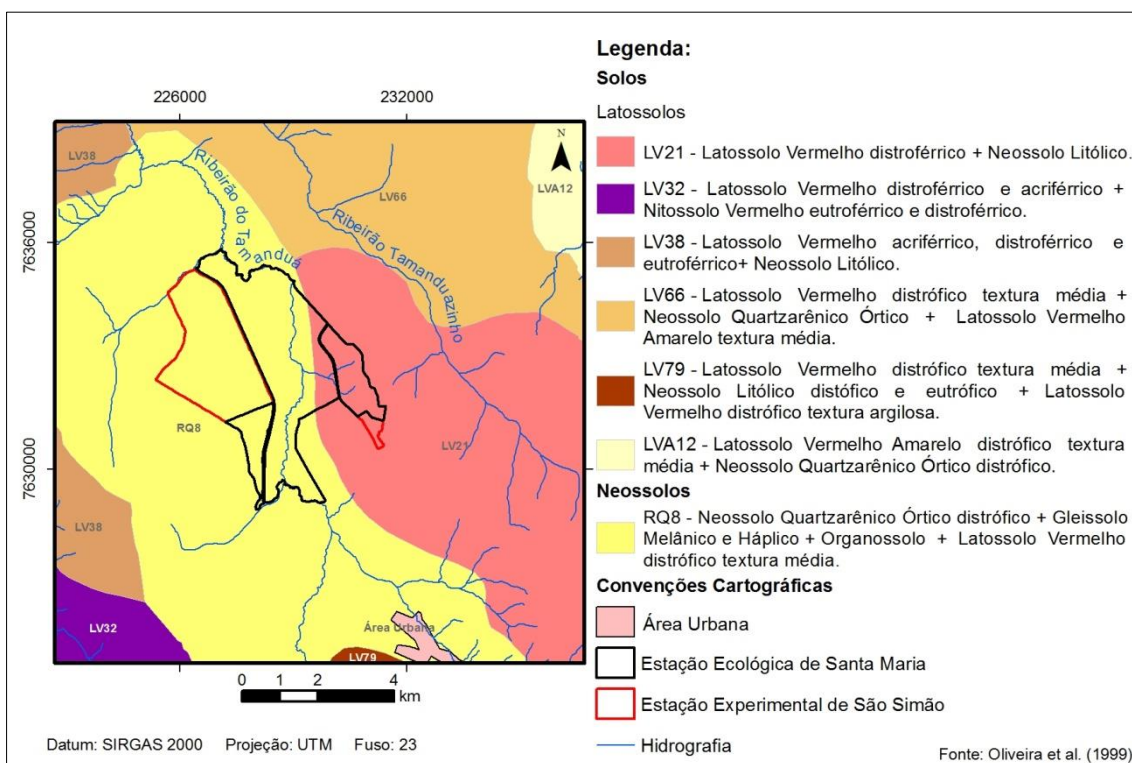 226000
232000
7636000
7630000
LV38
LV66
LVA12
N
Ribeirão do Tamanduá
Ribeirão Tamanduazinho
RQ8
LV21
LV38
LV32
Área Urbana
LV79
0 1 2 4
km
Datum: SIRGAS 2000 Projeção: UTM Fuso: 23
Legenda:
Solos
Latossolos
LV21 - Latossolo Vermelho distroférrico + Neossolo Litólico.
LV32 - Latossolo Vermelho distroférrico e acriférrico +
Nitossolo Vermelho eutroférrico e distroférrico.
LV38 - Latossolo Vermelho acriférrico, distroférrico e
eutroférrico+ Neossolo Litólico.
LV66 - Latossolo Vermelho distrófico textura média +
Neossolo Quartzarênico Órtico + Latossolo Vermelho
Amarelo textura média.
LV79 - Latossolo Vermelho distrófico textura média +
Neossolo Litólico distófico e eutrófico + Latossolo
Vermelho distrófico textura argilosa.
LVA12 - Latossolo Vermelho Amarelo distrófico textura
média + Neossolo Quartzarênico Órtico distrófico.
Neossolos
RQ8 - Neossolo Quartzarênico Órtico distrófico + Gleissolo
Melânico e Háplico + Organossolo + Latossolo Vermelho
distrófico textura média.
Convenções Cartográficas
Área Urbana
Estação Ecológica de Santa Maria
Estação Experimental de São Simão
Hidrografia
Fonte: Oliveira et al. (1999)